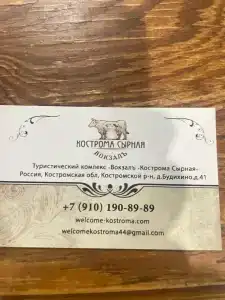 КОСТРОМА СЫРНАЯ
ВОКЗАЛЪ
Туристический комплекс «Вокзалъ «Кострома Сырная»
Россия, Костромская обл, Костромской р-н, д.Будихино,д.41
+7 (910) 190-89-89
welcome-kostroma.com
welcomekostroma44@gmail.com